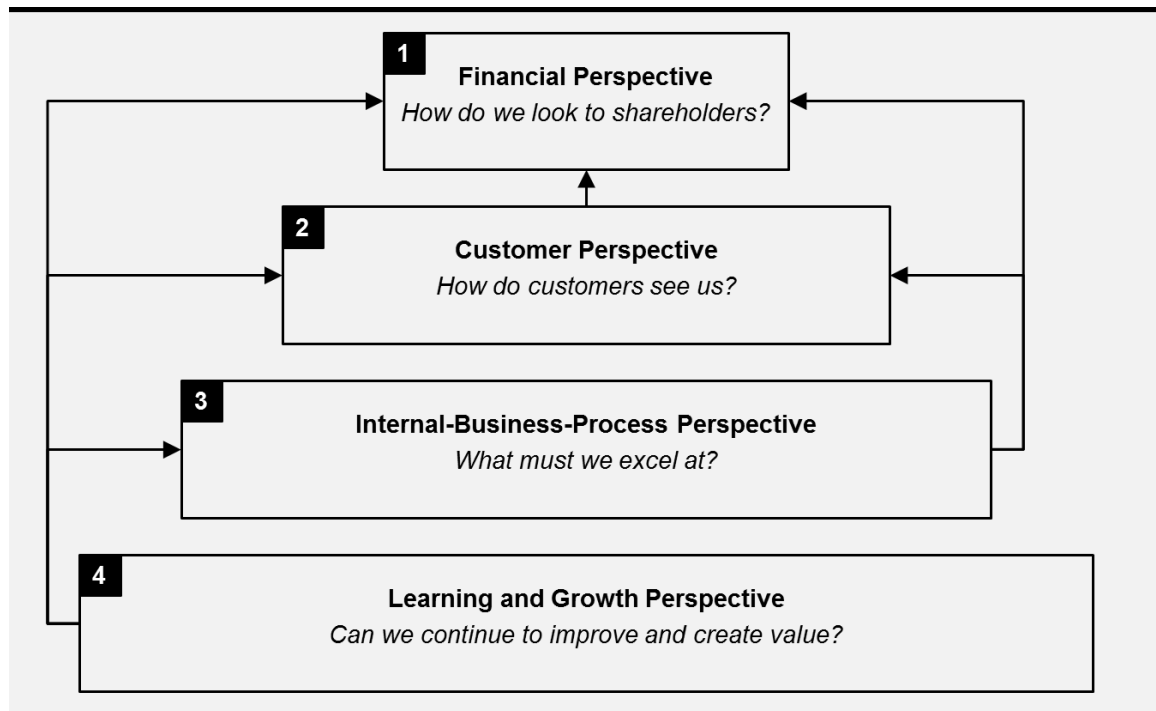 1
Financial Perspective
How do we look to shareholders?
2
Customer Perspective
How do customers see us?
3
Internal-Business-Process Perspective
What must we excel at?
4
Learning and Growth Perspective
Can we continue to improve and create value?